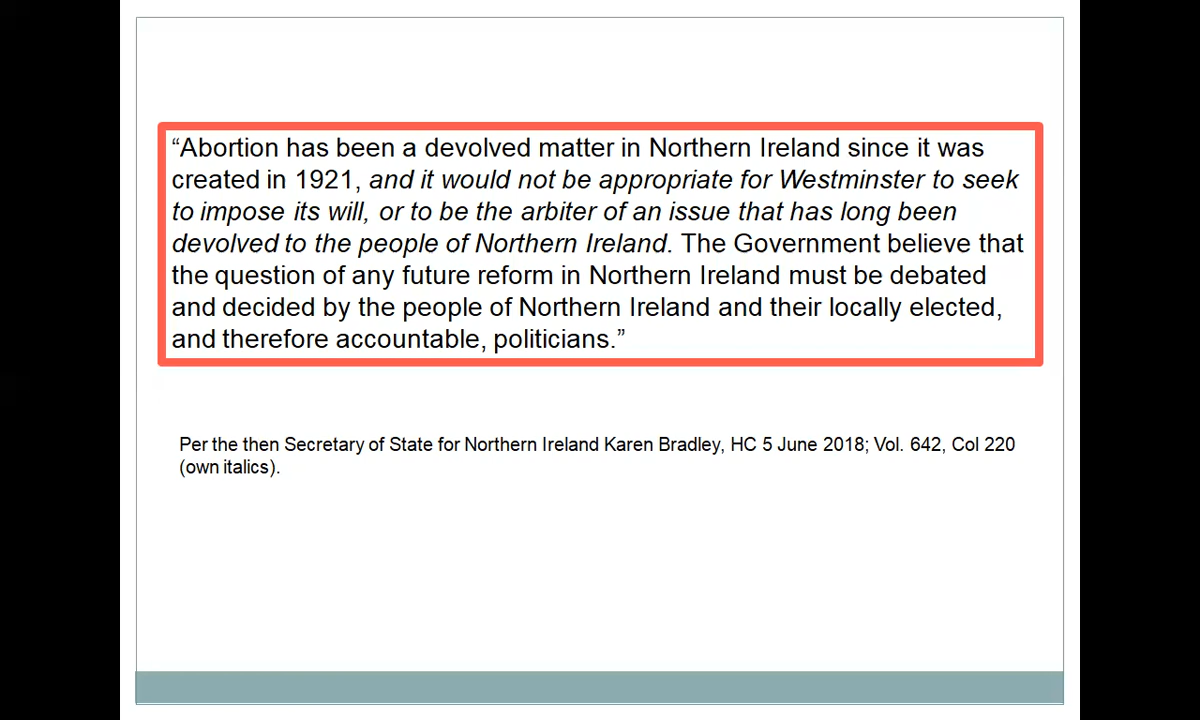 “Abortion has been a devolved matter in Northern Ireland since it was
created in 1921, and it would not be appropriate for Westminster to seek
to impose its will, or to be the arbiter of an issue that has long been
devolved to the people of Northern Ireland. The Government believe that
the question of any future reform in Northern Ireland must be debated
and decided by the people of Northern Ireland and their locally elected,
and therefore accountable, politicians.”
Per the then Secretary of State for Northern Ireland Karen Bradley, HC 5 June 2018; Vol. 642, Col 220
(own italics).